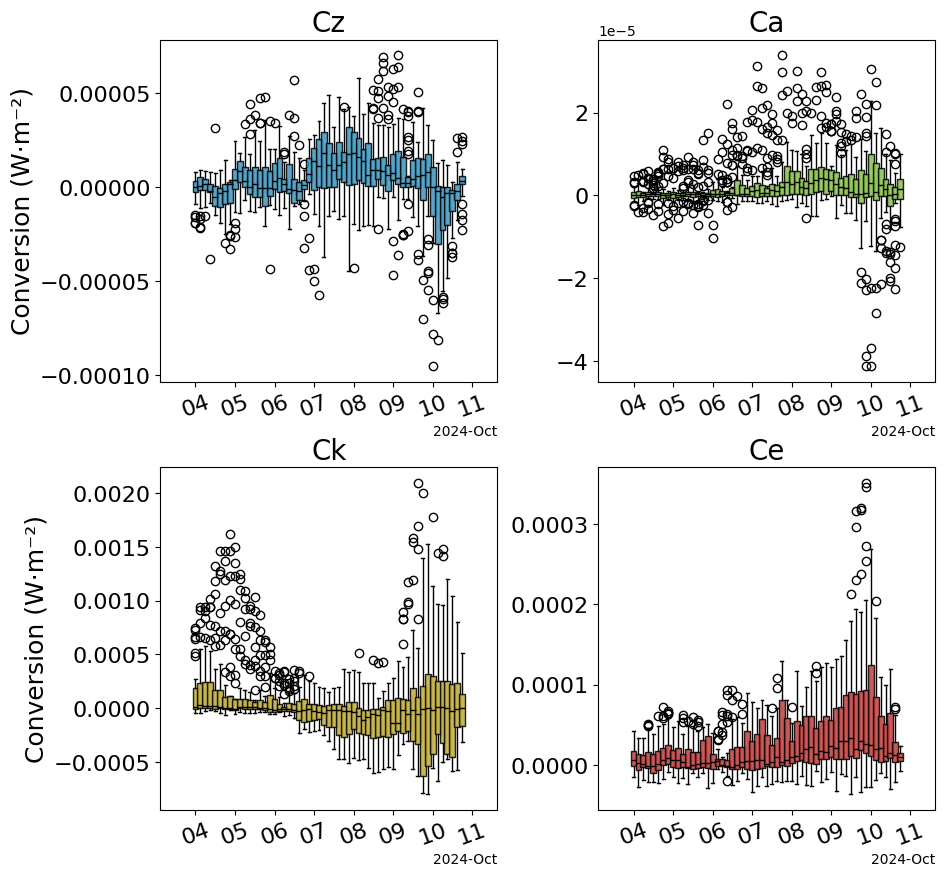 Cz
Conversion (W·m⁻²)
0.00005
0.00000
−0.00005
−0.00010
04 05 06 07 08 09 10 11
2024-Oct
Ca
1e−5
2
0
−2
−4
04 05 06 07 08 09 10 11
2024-Oct
Ck
Conversion (W·m⁻²)
0.0020
0.0015
0.0010
0.0005
0.0000
−0.0005
04 05 06 07 08 09 10 11
2024-Oct
Ce
0.0003
0.0002
0.0001
0.0000
04 05 06 07 08 09 10 11
2024-Oct